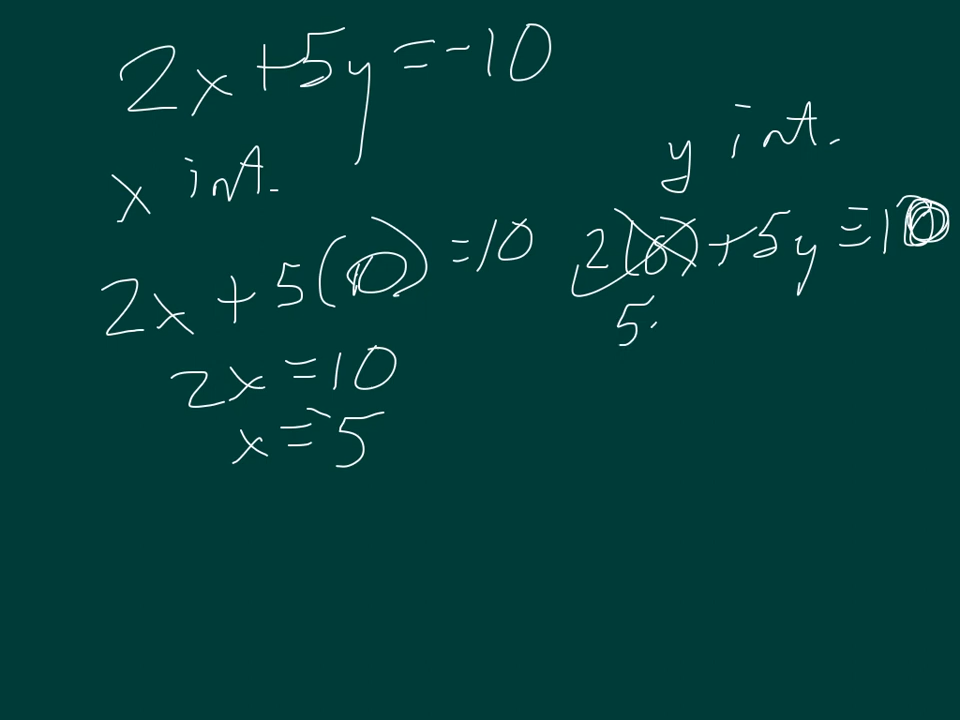 2x+5y=-10
x int.
2x + 5(0) =10
2x =10
x = -5
y int.
2(0)+5y=10
5